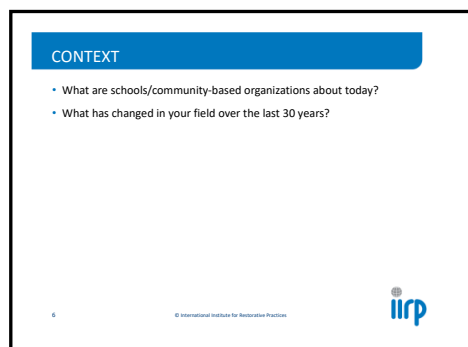 CONTEXT
• What are schools/community-based organizations about today?
• What has changed in your field over the last 30 years?
6
© International Institute for Restorative Practices
iirp